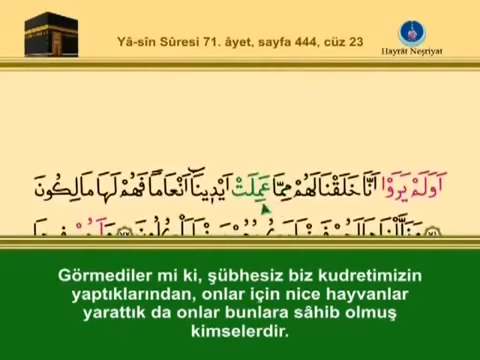 Yâ-sîn Sûresi 71. âyet, sayfa 444, cüz 23
Hayrât Neşriyat
اَوَلَمْ يَرَوْا اَنَّا خَلَقْنَا لَهُمْ مِمَّا عَمِلَتْ اَيْدٖينَٓا اَنْعَامًا فَهُمْ لَهَا مَالِكُونَ
Görmediler mi ki, şübhesiz biz kudretimizin
yaptıklarından, onlar için nice hayvanlar
yarattık da onlar bunlara sâhib olmuş
kimselerdir.